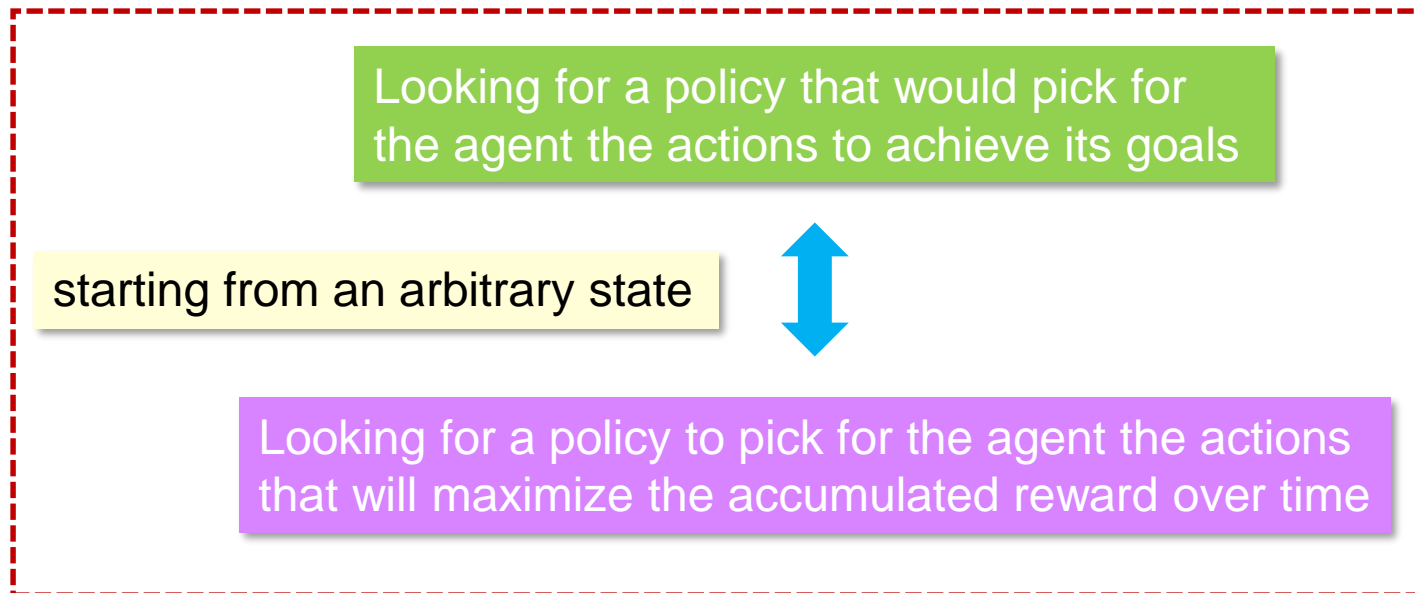 Looking for a policy that would pick for
the agent the actions to achieve its goals
starting from an arbitrary state
Looking for a policy to pick for the agent the actions
that will maximize the accumulated reward over time